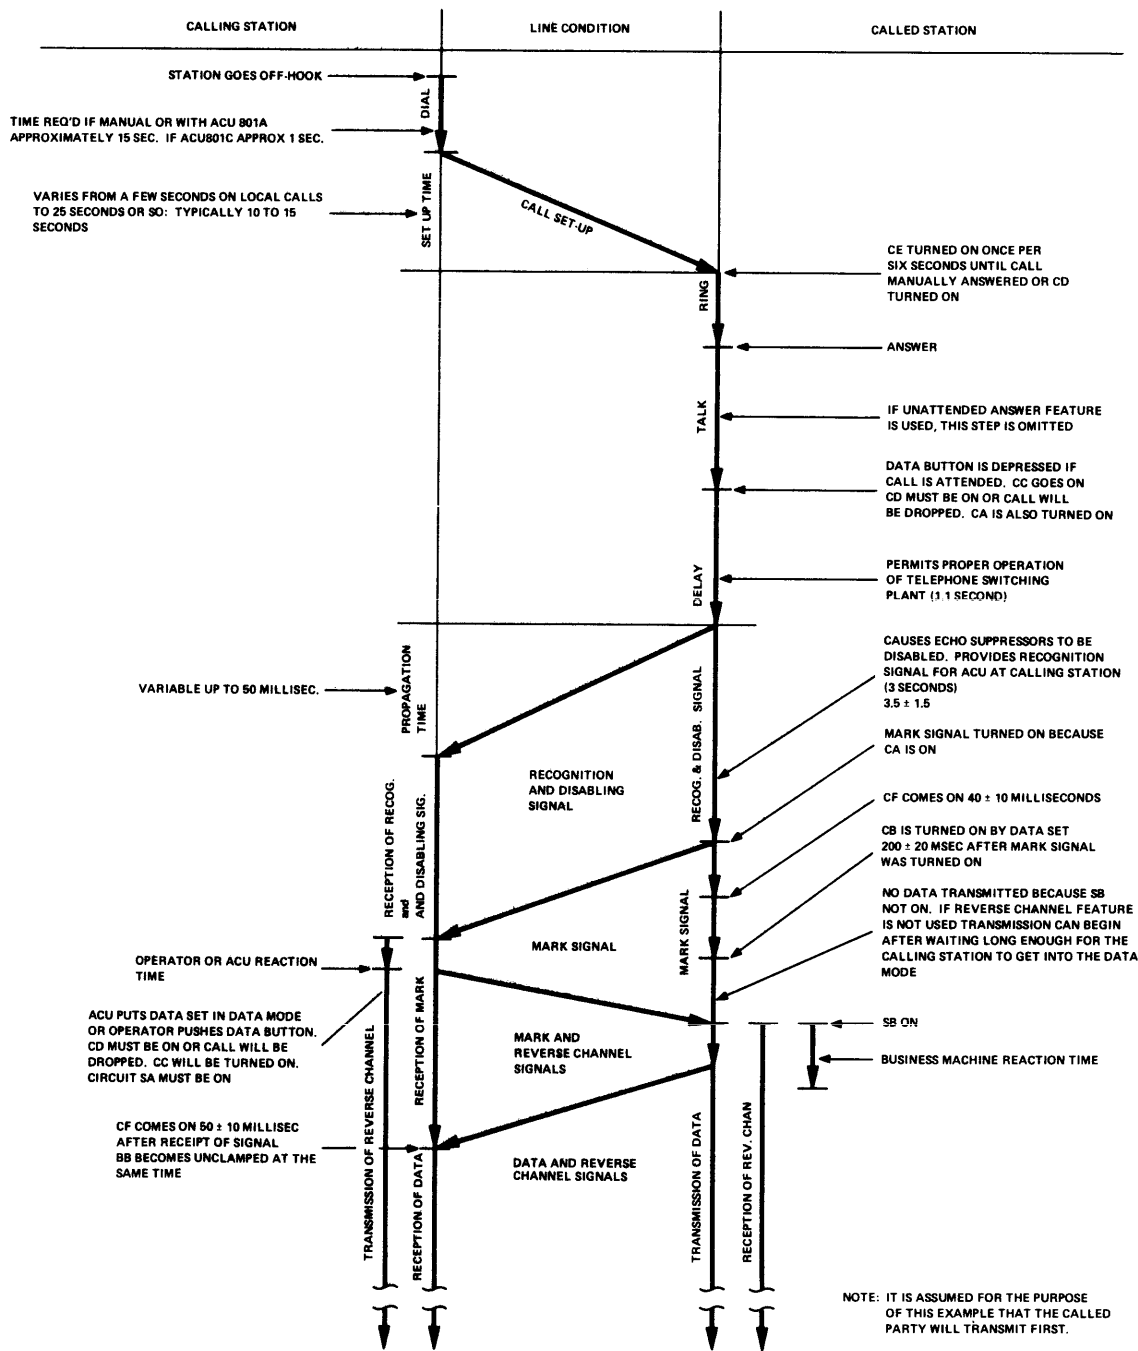 CALLING STATION
LINE CONDITION
CALLED STATION
STATION GOES OFF-HOOK
DIAL
TIME REQ'D IF MANUAL OR WITH ACU 801A
APPROXIMATELY 15 SEC. IF ACU801C APPROX 1 SEC.
VARIES FROM A FEW SECONDS ON LOCAL CALLS
TO 25 SECONDS OR SO: TYPICALLY 10 TO 15
SECONDS
SET UP TIME
CALL SET-UP
CE TURNED ON ONCE PER
SIX SECONDS UNTIL CALL
MANUALLY ANSWERED OR CD
TURNED ON
RING
ANSWER
TALK
IF UNATTENDED ANSWER FEATURE
IS USED, THIS STEP IS OMITTED
DATA BUTTON IS DEPRESSED IF
CALL IS ATTENDED. CC GOES ON
CD MUST BE ON OR CALL WILL
BE DROPPED. CA IS ALSO TURNED ON
DELAY
PERMITS PROPER OPERATION
OF TELEPHONE SWITCHING
PLANT (1.1 SECOND)
VARIABLE UP TO 50 MILLISEC.
PROPAGATION
TIME
CAUSES ECHO SUPPRESSORS TO BE
DISABLED. PROVIDES RECOGNITION
SIGNAL FOR ACU AT CALLING STATION
(3 SECONDS)
3.5 ± 1.5
RECOG. & DISAB. SIGNAL
MARK SIGNAL TURNED ON BECAUSE
CA IS ON
RECOGNITION
AND DISABLING
SIGNAL
CF COMES ON 40 ± 10 MILLISECONDS
RECEPTION OF RECOG.
and
AND DISABLING SIG.
CB IS TURNED ON BY DATA SET
200 ± 20 MSEC AFTER MARK SIGNAL
WAS TURNED ON
MARK SIGNAL
MARK SIGNAL
NO DATA TRANSMITTED BECAUSE SB
NOT ON. IF REVERSE CHANNEL FEATURE
IS NOT USED TRANSMISSION CAN BEGIN
AFTER WAITING LONG ENOUGH FOR THE
CALLING STATION TO GET INTO THE DATA
MODE
OPERATOR OR ACU REACTION
TIME
ACU PUTS DATA SET IN DATA MODE
OR OPERATOR PUSHES DATA BUTTON.
CD MUST BE ON OR CALL WILL BE
DROPPED. CC WILL BE TURNED ON.
CIRCUIT SA MUST BE ON
TRANSMISSION OF REVERSE CHANNEL
RECEPTION OF MARK
MARK AND
REVERSE CHANNEL
SIGNALS
SB ON
BUSINESS MACHINE REACTION TIME
CF COMES ON 50 ± 10 MILLISEC
AFTER RECEIPT OF SIGNAL
BB BECOMES UNCLAMPED AT THE
SAME TIME
RECEPTION OF DATA
DATA AND REVERSE
CHANNEL SIGNALS
TRANSMISSION OF DATA
RECEPTION OF REV. CHAN
NOTE: IT IS ASSUMED FOR THE PURPOSE
OF THIS EXAMPLE THAT THE CALLED
PARTY WILL TRANSMIT FIRST.